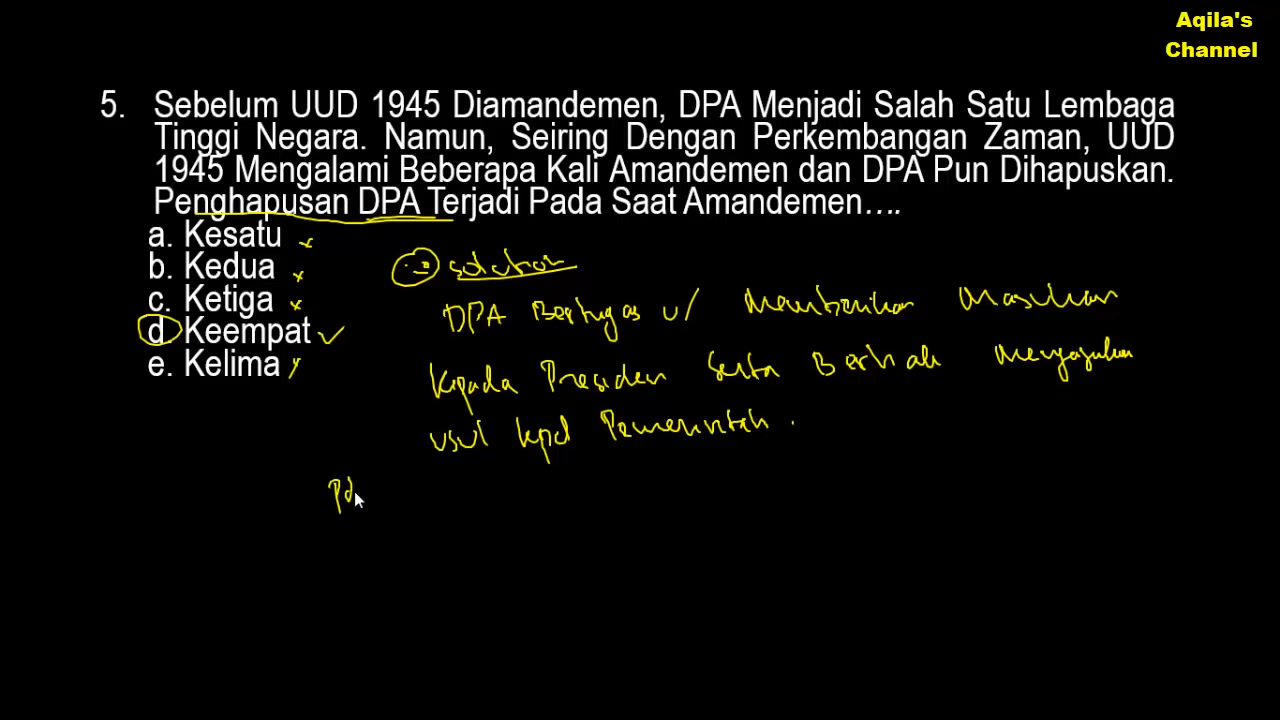 Aqila's
Channel
5. Sebelum UUD 1945 Diamandemen, DPA Menjadi Salah Satu Lembaga
Tinggi Negara. Namun, Seiring Dengan Perkembangan Zaman, UUD
1945 Mengalami Beberapa Kali Amandemen dan DPA Pun Dihapuskan.
Penghapusan DPA Terjadi Pada Saat Amandemen….
a. Kesatu x
b. Kedua x
c. Ketiga x
d. Keempat ✓
e. Kelima x
solution
DPA Bertugas u/ memberikan masukan
kepada Presiden serta Berhak mengajukan
usul kpd Pemerintah.
Pd